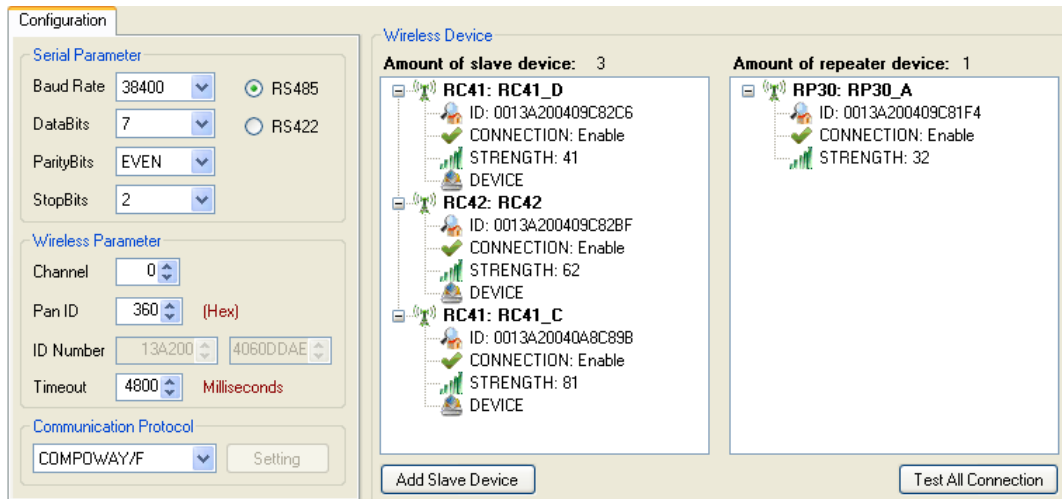 Configuration
Serial Parameter
Baud Rate 38400 RS485
DataBits 7 RS422
ParityBits EVEN
StopBits 2
Wireless Parameter
Channel 0
Pan ID 360 (Hex)
ID Number 13A200 4060DDAE
Timeout 4800 Milliseconds
Communication Protocol
COMPOWAY/F Setting
Wireless Device
Amount of slave device: 3
RC41: RC41_D
ID: 0013A200409C82C6
CONNECTION: Enable
STRENGTH: 41
DEVICE
RC42: RC42
ID: 0013A200409C82BF
CONNECTION: Enable
STRENGTH: 62
DEVICE
RC41: RC41_C
ID: 0013A20040A8C89B
CONNECTION: Enable
STRENGTH: 81
DEVICE
Add Slave Device
Amount of repeater device: 1
RP30: RP30_A
ID: 0013A200409C81F4
CONNECTION: Enable
STRENGTH: 32
Test All Connection